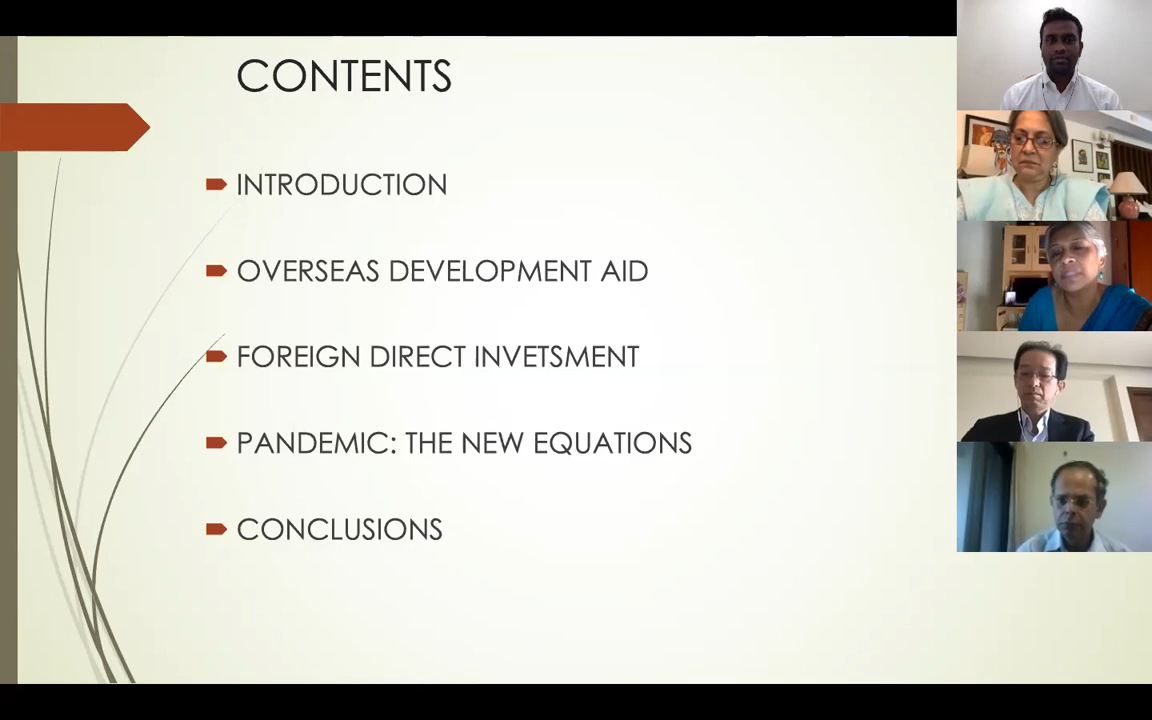 CONTENTS
INTRODUCTION
OVERSEAS DEVELOPMENT AID
FOREIGN DIRECT INVETSMENT
PANDEMIC: THE NEW EQUATIONS
CONCLUSIONS